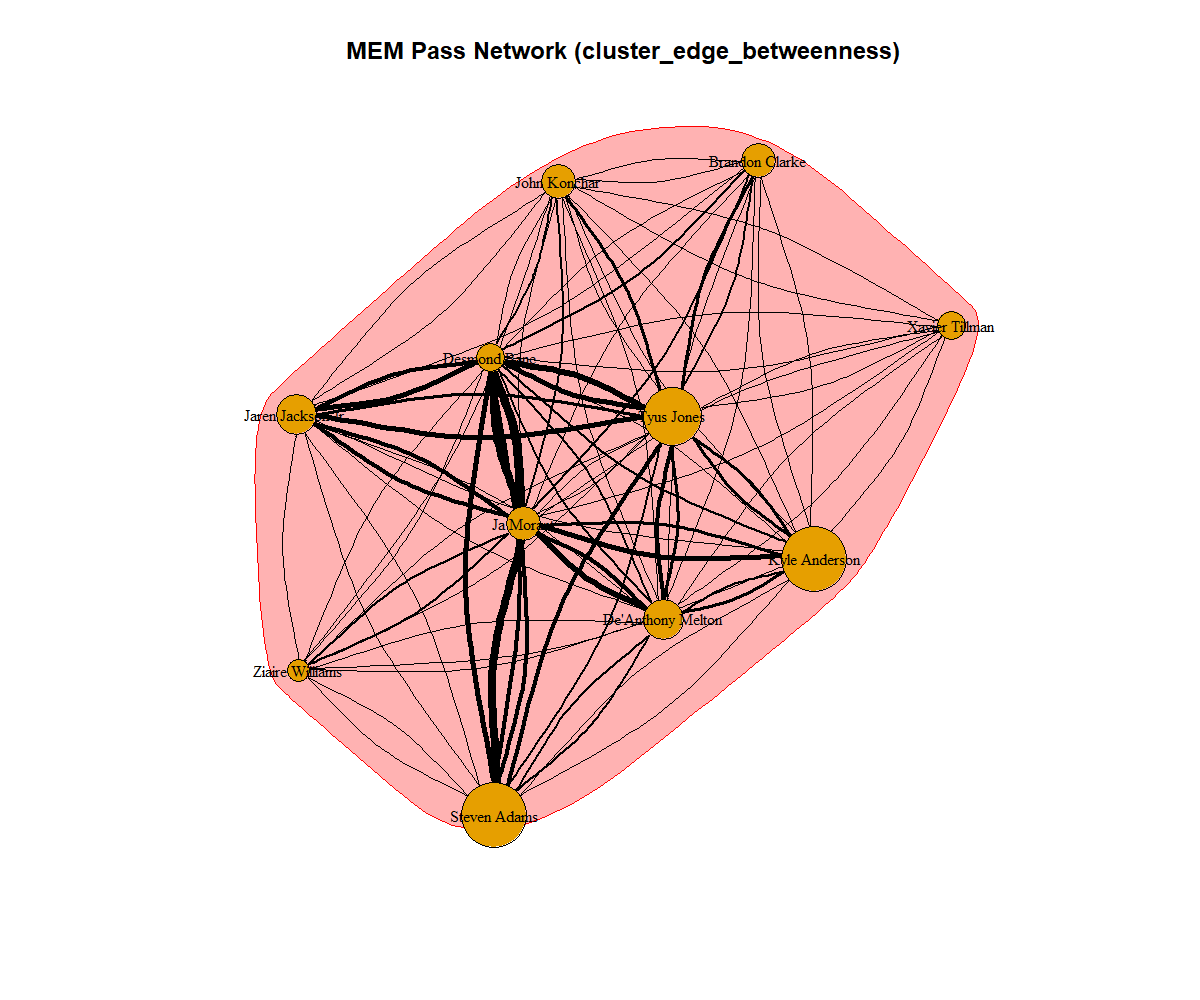 MEM Pass Network (cluster_edge_betweenness)
Brandon Clarke
John Konchar
Xavier Tillman
Desmond Bane
Jaren Jackson Jr.
Tyus Jones
Ja Morant
Kyle Anderson
De'Anthony Melton
Ziaire Williams
Steven Adams